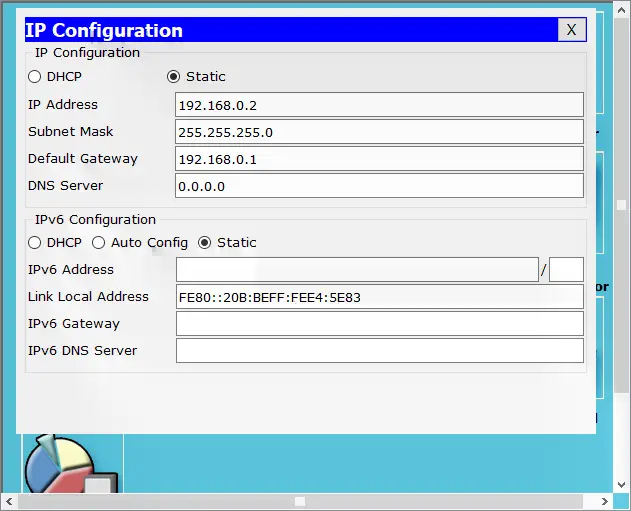 IP Configuration X
IP Configuration
DHCP Static
IP Address 192.168.0.2
Subnet Mask 255.255.255.0
Default Gateway 192.168.0.1
DNS Server 0.0.0.0
IPv6 Configuration
DHCP Auto Config Static
IPv6 Address /
Link Local Address FE80::20B:BEFF:FEE4:5E83
or
IPv6 Gateway
IPv6 DNS Server